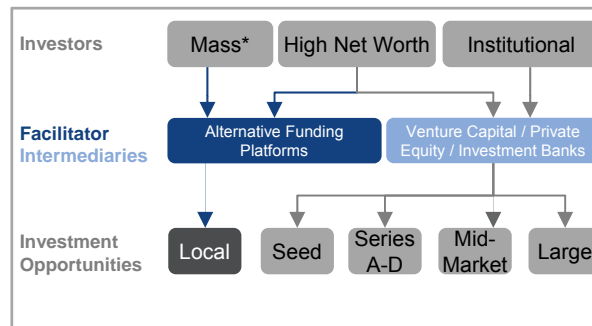 Investors
Mass*
High Net Worth
Institutional
Facilitator
Intermediaries
Alternative Funding
Platforms
Venture Capital / Private
Equity / Investment Banks
Investment
Opportunities
Local
Seed
Series
A-D
Mid-
Market
Large